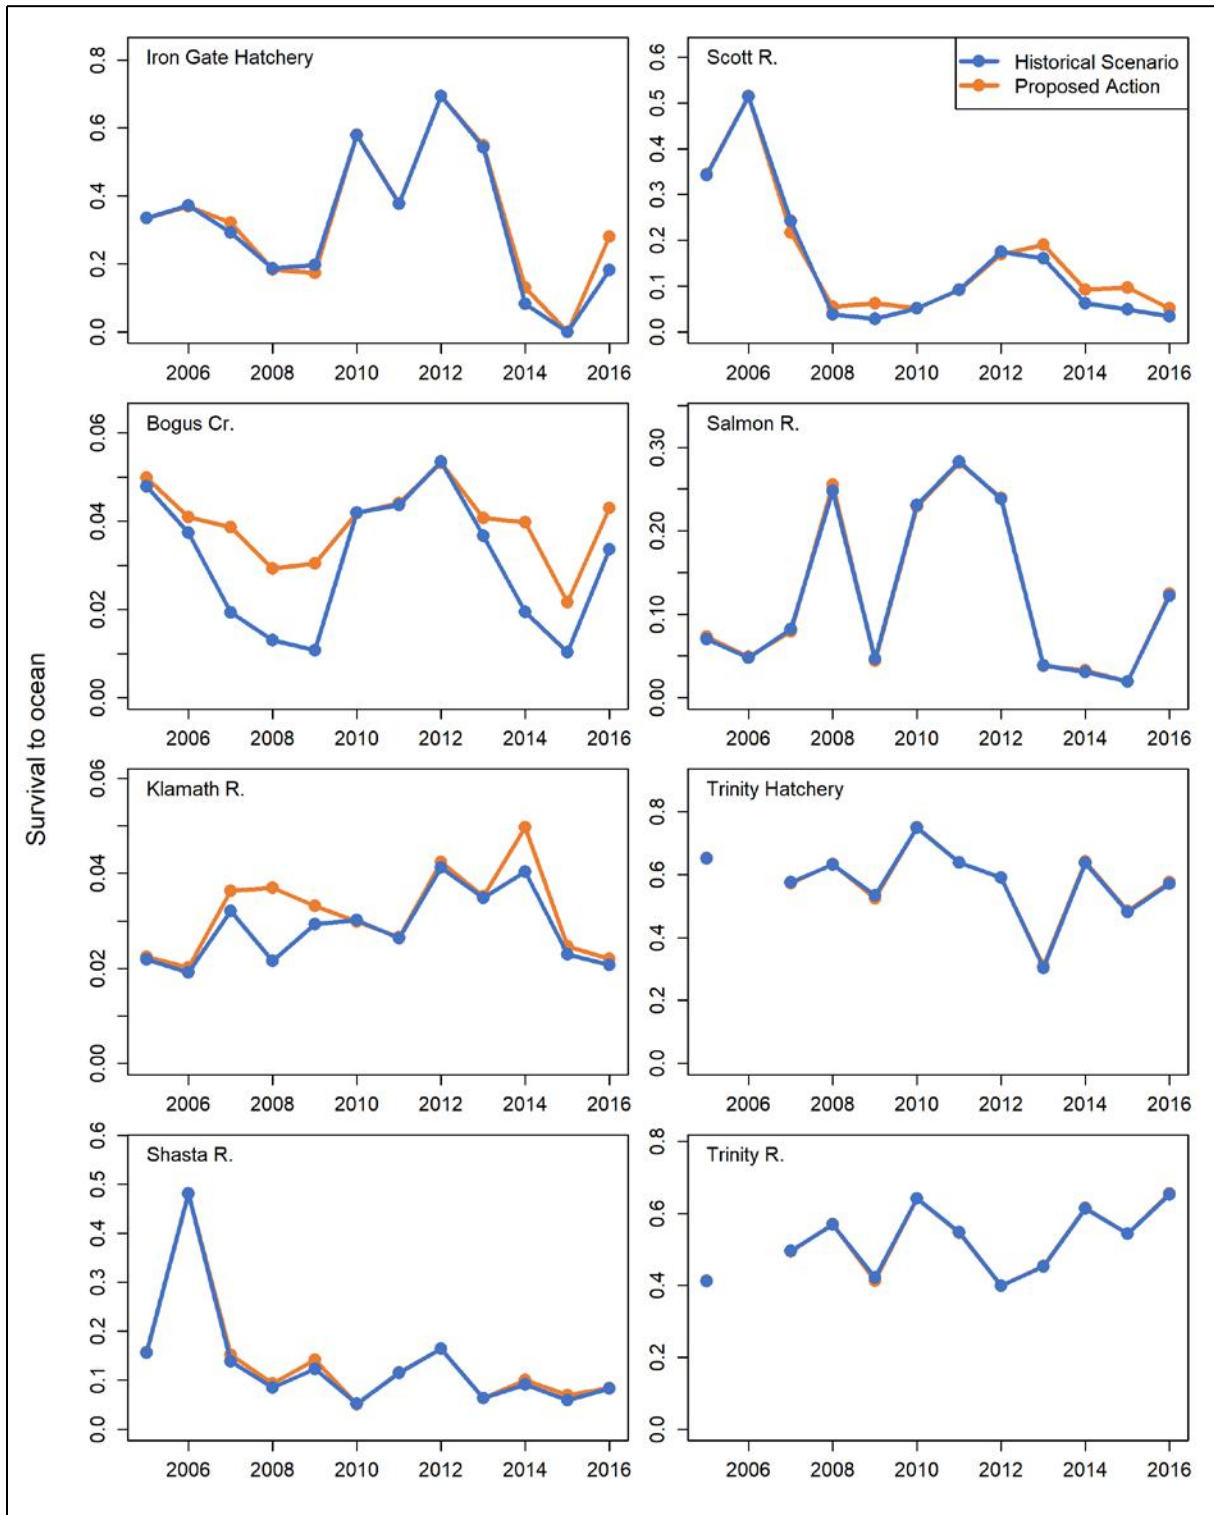 Survival to ocean
Iron Gate Hatchery
0.8
0.6
0.4
0.2
0.0
2006 2008 2010 2012 2014 2016
Scott R.
Historical Scenario
Proposed Action
0.6
0.5
0.4
0.3
0.2
0.1
0.0
2006 2008 2010 2012 2014 2016
Bogus Cr.
0.06
0.04
0.02
0.00
2006 2008 2010 2012 2014 2016
Salmon R.
0.30
0.20
0.10
0.00
2006 2008 2010 2012 2014 2016
Klamath R.
0.06
0.04
0.02
0.00
2006 2008 2010 2012 2014 2016
Trinity Hatchery
0.8
0.6
0.4
0.2
0.0
2006 2008 2010 2012 2014 2016
Shasta R.
0.6
0.5
0.4
0.3
0.2
0.1
0.0
2006 2008 2010 2012 2014 2016
Trinity R.
0.8
0.6
0.4
0.2
0.0
2006 2008 2010 2012 2014 2016